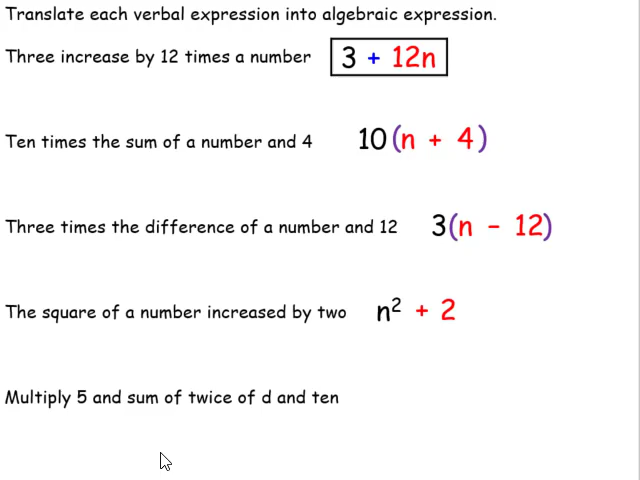 Translate each verbal expression into algebraic expression.
Three increase by 12 times a number 3 + 12n
Ten times the sum of a number and 4 10(n + 4)
Three times the difference of a number and 12 3(n − 12)
The square of a number increased by two n² + 2
Multiply 5 and sum of twice of d and ten